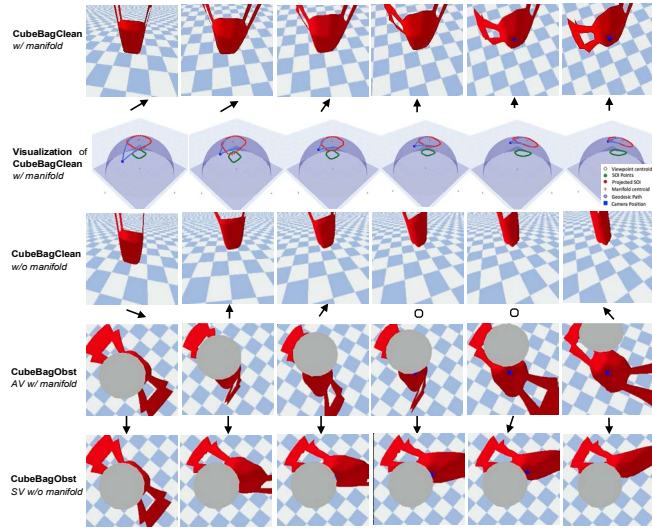 CubeBagClean
w/ manifold
Visualization of
CubeBagClean
w/ manifold
Viewpoint centroid
SOI Points
Projected SOI
Manifold centroid
Geodesic Path
Camera Position
CubeBagClean
w/o manifold
CubeBagObst
AV w/ manifold
CubeBagObst
SV w/o manifold